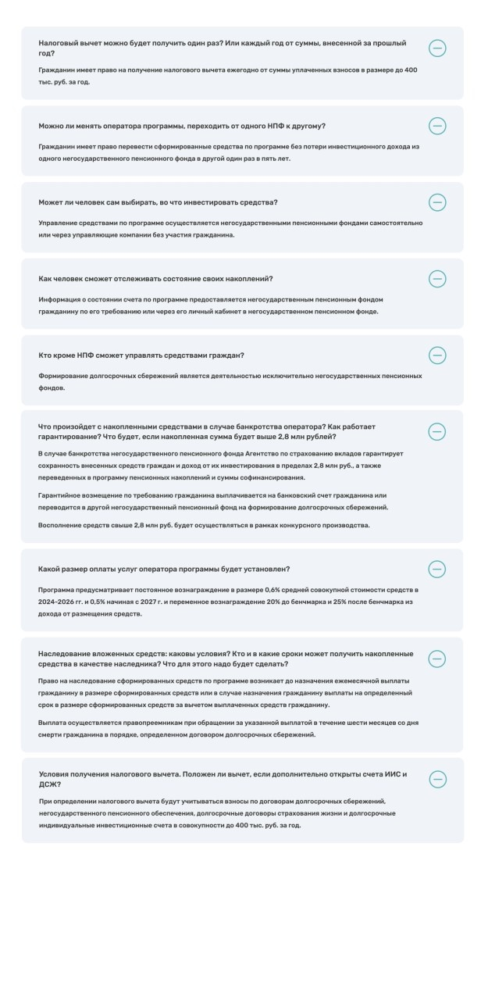 Налоговый вычет можно будет получить один раз? Или каждый год от суммы, внесенной за прошлый
год?
Гражданин имеет право на получение налогового вычета ежегодно от суммы уплаченных взносов в размере до 400
тыс. руб. за год.
Можно ли менять оператора программы, переходить от одного НПФ к другому?
Гражданин имеет право перевести сформированные средства по программе без потери инвестиционного дохода из
одного негосударственного пенсионного фонда в другой один раз в пять лет.
Может ли человек сам выбирать, во что инвестировать средства?
Управление средствами по программе осуществляется негосударственными пенсионными фондами самостоятельно
или через управляющие компании без участия гражданина.
Как человек сможет отслеживать состояние своих накоплений?
Информация о состоянии счета по программе предоставляется негосударственным пенсионным фондом
гражданину по его требованию или через его личный кабинет в негосударственном пенсионном фонде.
Кто кроме НПФ сможет управлять средствами граждан?
Формирование долгосрочных сбережений является деятельностью исключительно негосударственных пенсионных
фондов.
Что произойдет с накопленными средствами в случае банкротства оператора? Как работает
гарантирование? Что будет, если накопленная сумма будет выше 2,8 млн рублей?
В случае банкротства негосударственного пенсионного фонда Агентство по страхованию вкладов гарантирует
сохранность внесенных средств граждан и доход от их инвестирования в пределах 2,8 млн руб., а также
переведенных в программу пенсионных накоплений и суммы софинансирования.
Гарантийное возмещение по требованию гражданина выплачивается на банковский счет гражданина или
переводится в другой негосударственный пенсионный фонд на формирование долгосрочных сбережений.
Восполнение средств свыше 2,8 млн руб. будет осуществляться в рамках конкурсного производства.
Какой размер оплаты услуг оператора программы будет установлен?
Программа предусматривает постоянное вознаграждение в размере 0,6% средней совокупной стоимости средств в
2024-2026 гг. и 0,5% начиная с 2027 г. и переменное вознаграждение 20% до бенчмарка и 25% после бенчмарка из
дохода от размещения средств.
Наследование вложенных средств: каковы условия? Кто и в какие сроки может получить накопленные
средства в качестве наследника? Что для этого надо будет сделать?
Право на наследование сформированных средств по программе возникает до назначения ежемесячной выплаты
гражданину в размере сформированных средств или в случае назначения гражданину выплаты на определенный
срок в размере сформированных средств за вычетом выплаченных средств гражданину.
Выплата осуществляется правопреемникам при обращении за указанной выплатой в течение шести месяцев со дня
смерти гражданина в порядке, определенном договором долгосрочных сбережений.
Условия получения налогового вычета. Положен ли вычет, если дополнительно открыты счета ИИС и
ДСЖ?
При определении налогового вычета будут учитываться взносы по договорам долгосрочных сбережений,
негосударственного пенсионного обеспечения, долгосрочные договоры страхования жизни и долгосрочные
индивидуальные инвестиционные счета в совокупности до 400 тыс. руб. за год.